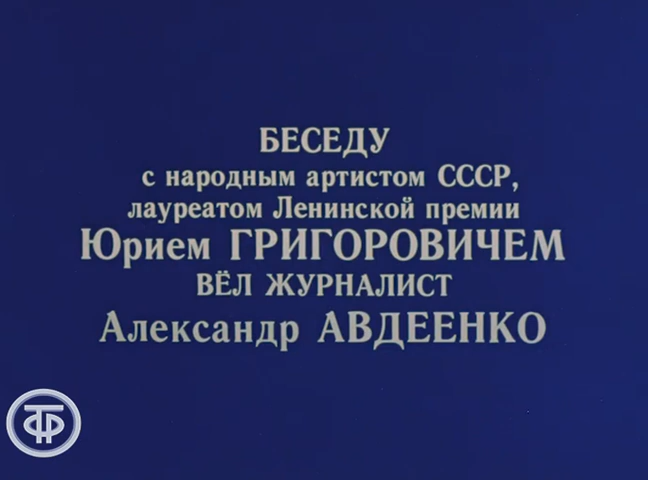 БЕСЕДУ
с народным артистом СССР,
лауреатом Ленинской премии
Юрием ГРИГОРОВИЧЕМ
ВЁЛ ЖУРНАЛИСТ
Александр АВДЕЕНКО